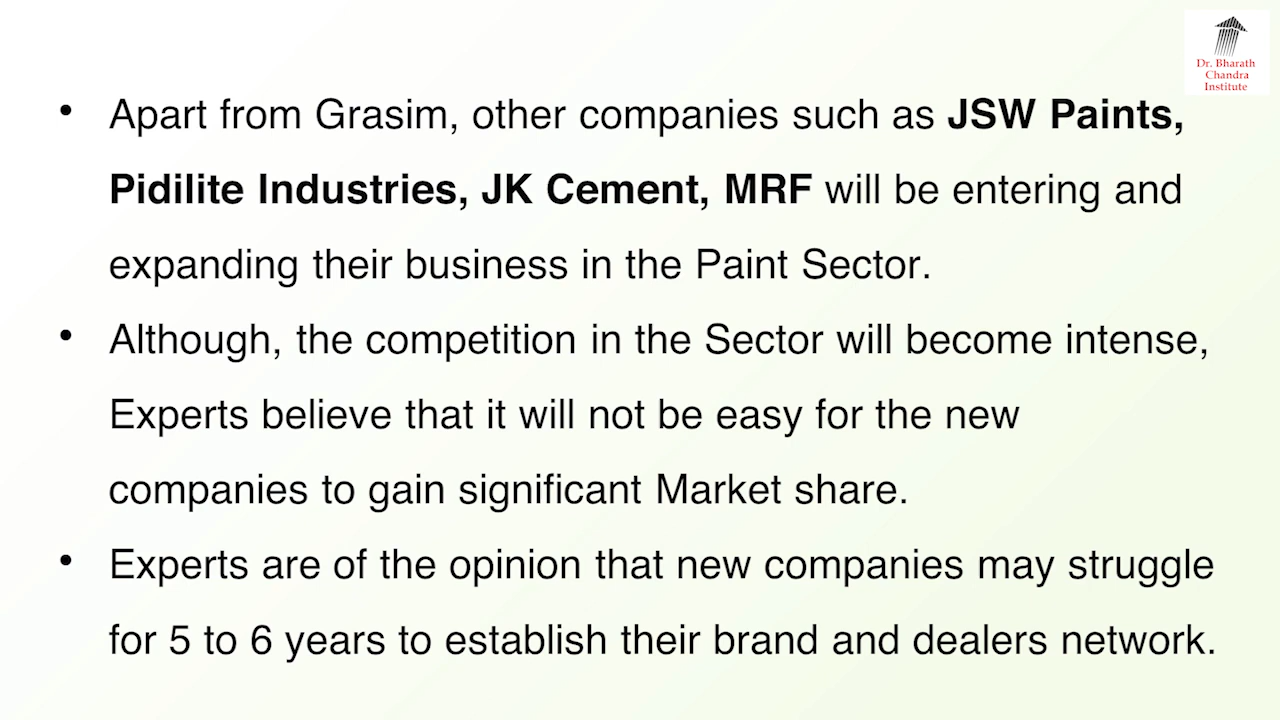 Dr. Bharath
Chandra
Institute
• Apart from Grasim, other companies such as JSW Paints,
Pidilite Industries, JK Cement, MRF will be entering and
expanding their business in the Paint Sector.
• Although, the competition in the Sector will become intense,
Experts believe that it will not be easy for the new
companies to gain significant Market share.
• Experts are of the opinion that new companies may struggle
for 5 to 6 years to establish their brand and dealers network.